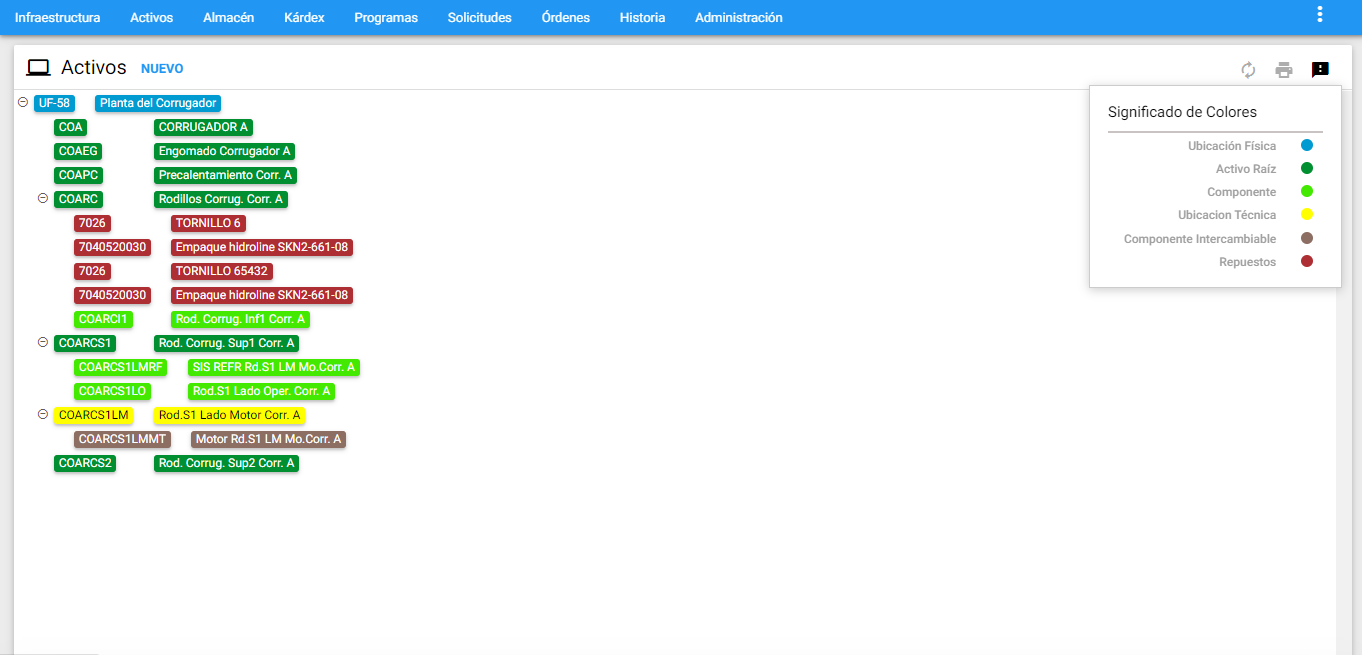 Infraestructura Activos Almacén Kárdex Programas Solicitudes Órdenes Historia Administración
Activos NUEVO
UF-58 Planta del Corrugador
COA CORRUGADOR A
COAEG Engomado Corrugador A
COAPC Precalentamiento Corr. A
COARC Rodillos Corrug. Corr. A
7026 TORNILLO 6
7040520030 Empaque hidroline SKN2-661-08
7026 TORNILLO 65432
7040520030 Empaque hidroline SKN2-661-08
COARCI1 Rod. Corrug. Inf1 Corr. A
COARCS1 Rod. Corrug. Sup1 Corr. A
COARCS1LMRF SIS REFR Rd.S1 LM Mo.Corr. A
COARCS1LO Rod.S1 Lado Oper. Corr. A
COARCS1LM Rod.S1 Lado Motor Corr. A
COARCS1LMMT Motor Rd.S1 LM Mo.Corr. A
COARCS2 Rod. Corrug. Sup2 Corr. A
Significado de Colores
Ubicación Física
Activo Raíz
Componente
Ubicacion Técnica
Componente Intercambiable
Repuestos